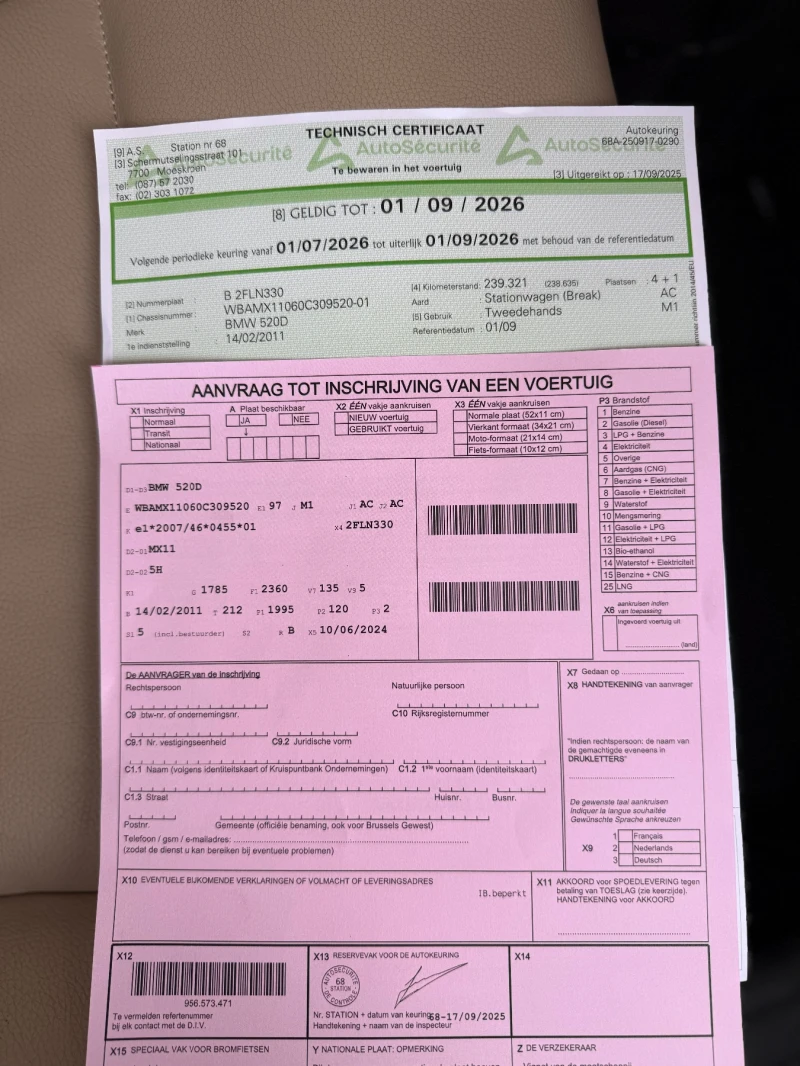 TECHNISCH CERTIFICAAT
AutoSécurité AutoSécurité AutoSécurité
Te bewaren in het voertuig
[9] A.S. Station nr 68
[3] Schermutselingsstraat 101
7700 Moeskroen
tel: (087) 57 2030
fax: (02) 303 1072
Autokeuring
68A-250917-0290
[3] Uitgereikt op : 17/09/2025
[8] GELDIG TOT : 01 / 09 / 2026
Volgende periodieke keuring vanaf 01/07/2026 tot uiterlijk 01/09/2026 met behoud van de referentiedatum
[2] Nummerplaat : B 2FLN330
[1] Chassisnummer : WBAMX11060C309520-01
Merk BMW 520D
1e indienststelling : 14/02/2011
[4] Kilometerstand: 239.321 (238.635) Plaatsen : 4 + 1
Aard : Stationwagen (Break) AC
[5] Gebruik : Tweedehands M1
Referentiedatum : 01/09
2014/45/EU
AANVRAAG TOT INSCHRIJVING VAN EEN VOERTUIG
X1 Inschrijving
Normaal
Transit
Nationaal
A Plaat beschikbaar
JA NEE
X2 ÉÉN vakje aankruisen
NIEUW voertuig
GEBRUIKT voertuig
X3 ÉÉN vakje aankruisen
Normale plaat (52x11 cm)
Vierkant formaat (34x21 cm)
Moto-formaat (21x14 cm)
Fiets-formaat (10x12 cm)
P3 Brandstof
1 Benzine
2 Gasolie (Diesel)
3 LPG + Benzine
4 Elektriciteit
5 Overige
6 Aardgas (CNG)
7 Benzine + Elektriciteit
8 Gasolie + Elektriciteit
9 Waterstof
10 Mengsmering
11 Gasolie + LPG
12 Elektriciteit + LPG
13 Bio-ethanol
14 Waterstof + Elektriciteit
15 Benzine + CNG
25 LNG
X6 aankruisen indien van toepassing
Ingevoerd voertuig uit
(land)
D1-D3 BMW 520D
E WBAMX11060C309520 E1 97 J M1 J1 AC J2 AC
K e1*2007/46*0455*01 X4 2FLN330
D2-D1 MX11
D2-D2 5H
K1 G 1785 F1 2360 V7 135 V9 5
B 14/02/2011 T 212 P1 1995 P2 120 P3 2
S1 5 (incl.bestuurder) S2 R B X5 10/06/2024
De AANVRAGER van de inschrijving
Rechtspersoon Natuurlijke persoon
C9 btw-nr. of ondernemingsnr. C10 Rijksregisternummer
C9.1 Nr. vestigingseenheid C9.2 Juridische vorm
C1.1 Naam (volgens identiteitskaart of Kruispuntbank Ondernemingen) C1.2 1ste voornaam (identiteitskaart)
C1.3 Straat Huisnr. Busnr.
Postnr. Gemeente (officiële benaming, ook voor Brussels Gewest)
Telefoon / gsm / e-mailadres:
(zodat de dienst u kan bereiken bij eventuele problemen)
X7 Gedaan op
X8 HANDTEKENING van aanvrager
"Indien rechtspersoon: de naam van
de gemachtigde eveneens in
DRUKLETTERS"
De gewenste taal aankruisen
Indiquer la langue souhaitée
Gewünschte Sprache ankreuzen
X9
1 Français
2 Nederlands
3 Deutsch
X10 EVENTUELE BIJKOMENDE VERKLARINGEN OF VOLMACHT OF LEVERINGSADRES
IB.beperkt
X11 AKKOORD voor SPOEDLEVERING tegen
betaling van TOESLAG (zie keerzijde).
HANDTEKENING voor AKKOORD
X12
956.573.471
Te vermelden refertenummer
bij elk contact met de D.I.V.
X13 RESERVEVAK VOOR DE AUTOKEURING
AUTOSECURITE
68
STATION
DE CONTROLE
Nr. STATION + datum van keuring 68-17/09/2025
Handtekening + naam van de inspecteur
X14
X15 SPECIAAL VAK VOOR BROMFIETSEN
Y NATIONALE PLAAT: OPMERKING
Z DE VERZEKERAAR